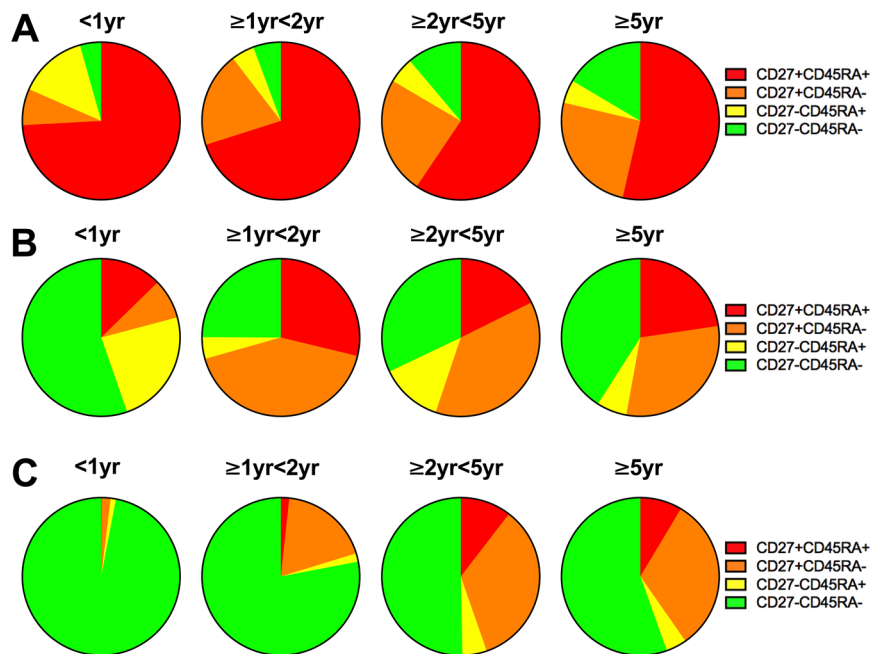 A
<1yr ≥1yr<2yr ≥2yr<5yr ≥5yr
CD27+CD45RA+
CD27+CD45RA-
CD27-CD45RA+
CD27-CD45RA-
B
<1yr ≥1yr<2yr ≥2yr<5yr ≥5yr
CD27+CD45RA+
CD27+CD45RA-
CD27-CD45RA+
CD27-CD45RA-
C
<1yr ≥1yr<2yr ≥2yr<5yr ≥5yr
CD27+CD45RA+
CD27+CD45RA-
CD27-CD45RA+
CD27-CD45RA-